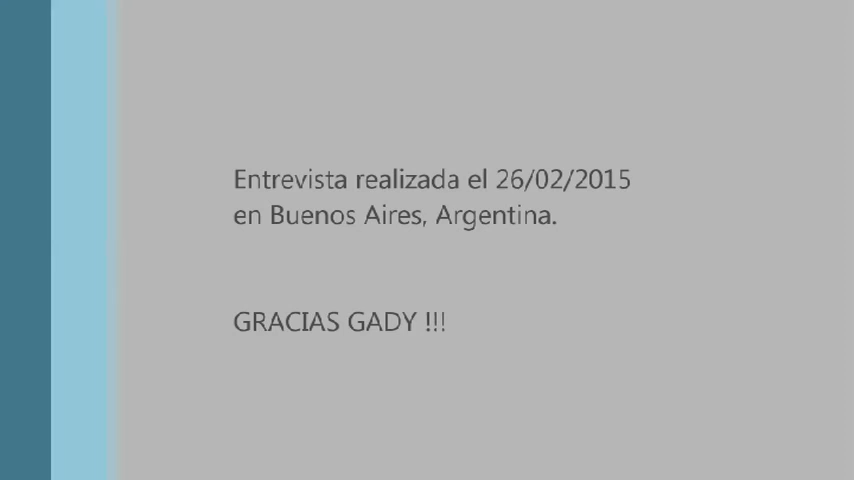 Entrevista realizada el 26/02/2015
en Buenos Aires, Argentina.
GRACIAS GADY !!!